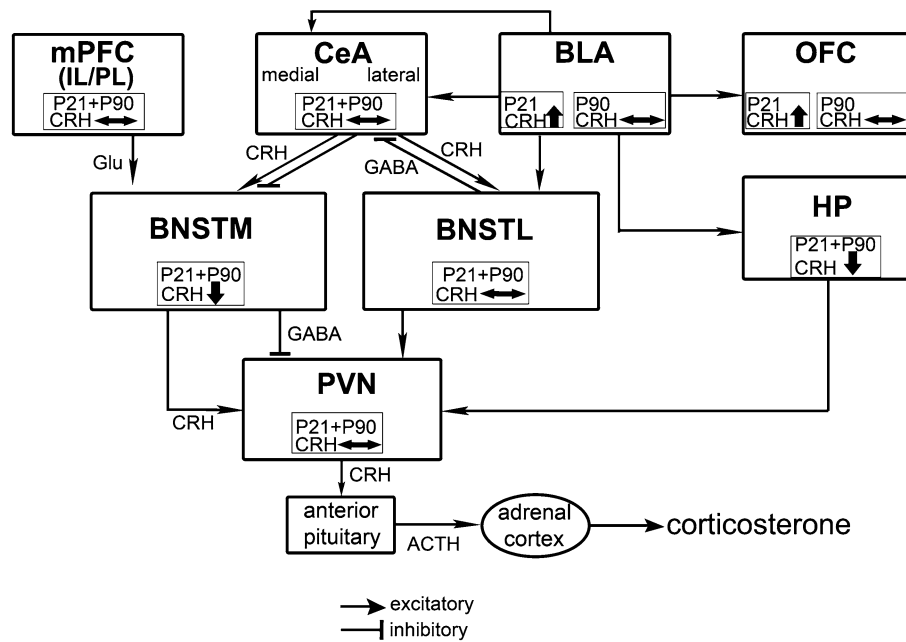 mPFC
(IL/PL)
P21+P90
CRH
CeA
medial lateral
P21+P90
CRH
BLA
P21
CRH
P90
CRH
OFC
P21
CRH
P90
CRH
Glu
CRH
GABA
CRH
BNSTM
P21+P90
CRH
BNSTL
P21+P90
CRH
HP
P21+P90
CRH
GABA
CRH
PVN
P21+P90
CRH
CRH
anterior
pituitary
ACTH
adrenal
cortex
corticosterone
excitatory
inhibitory